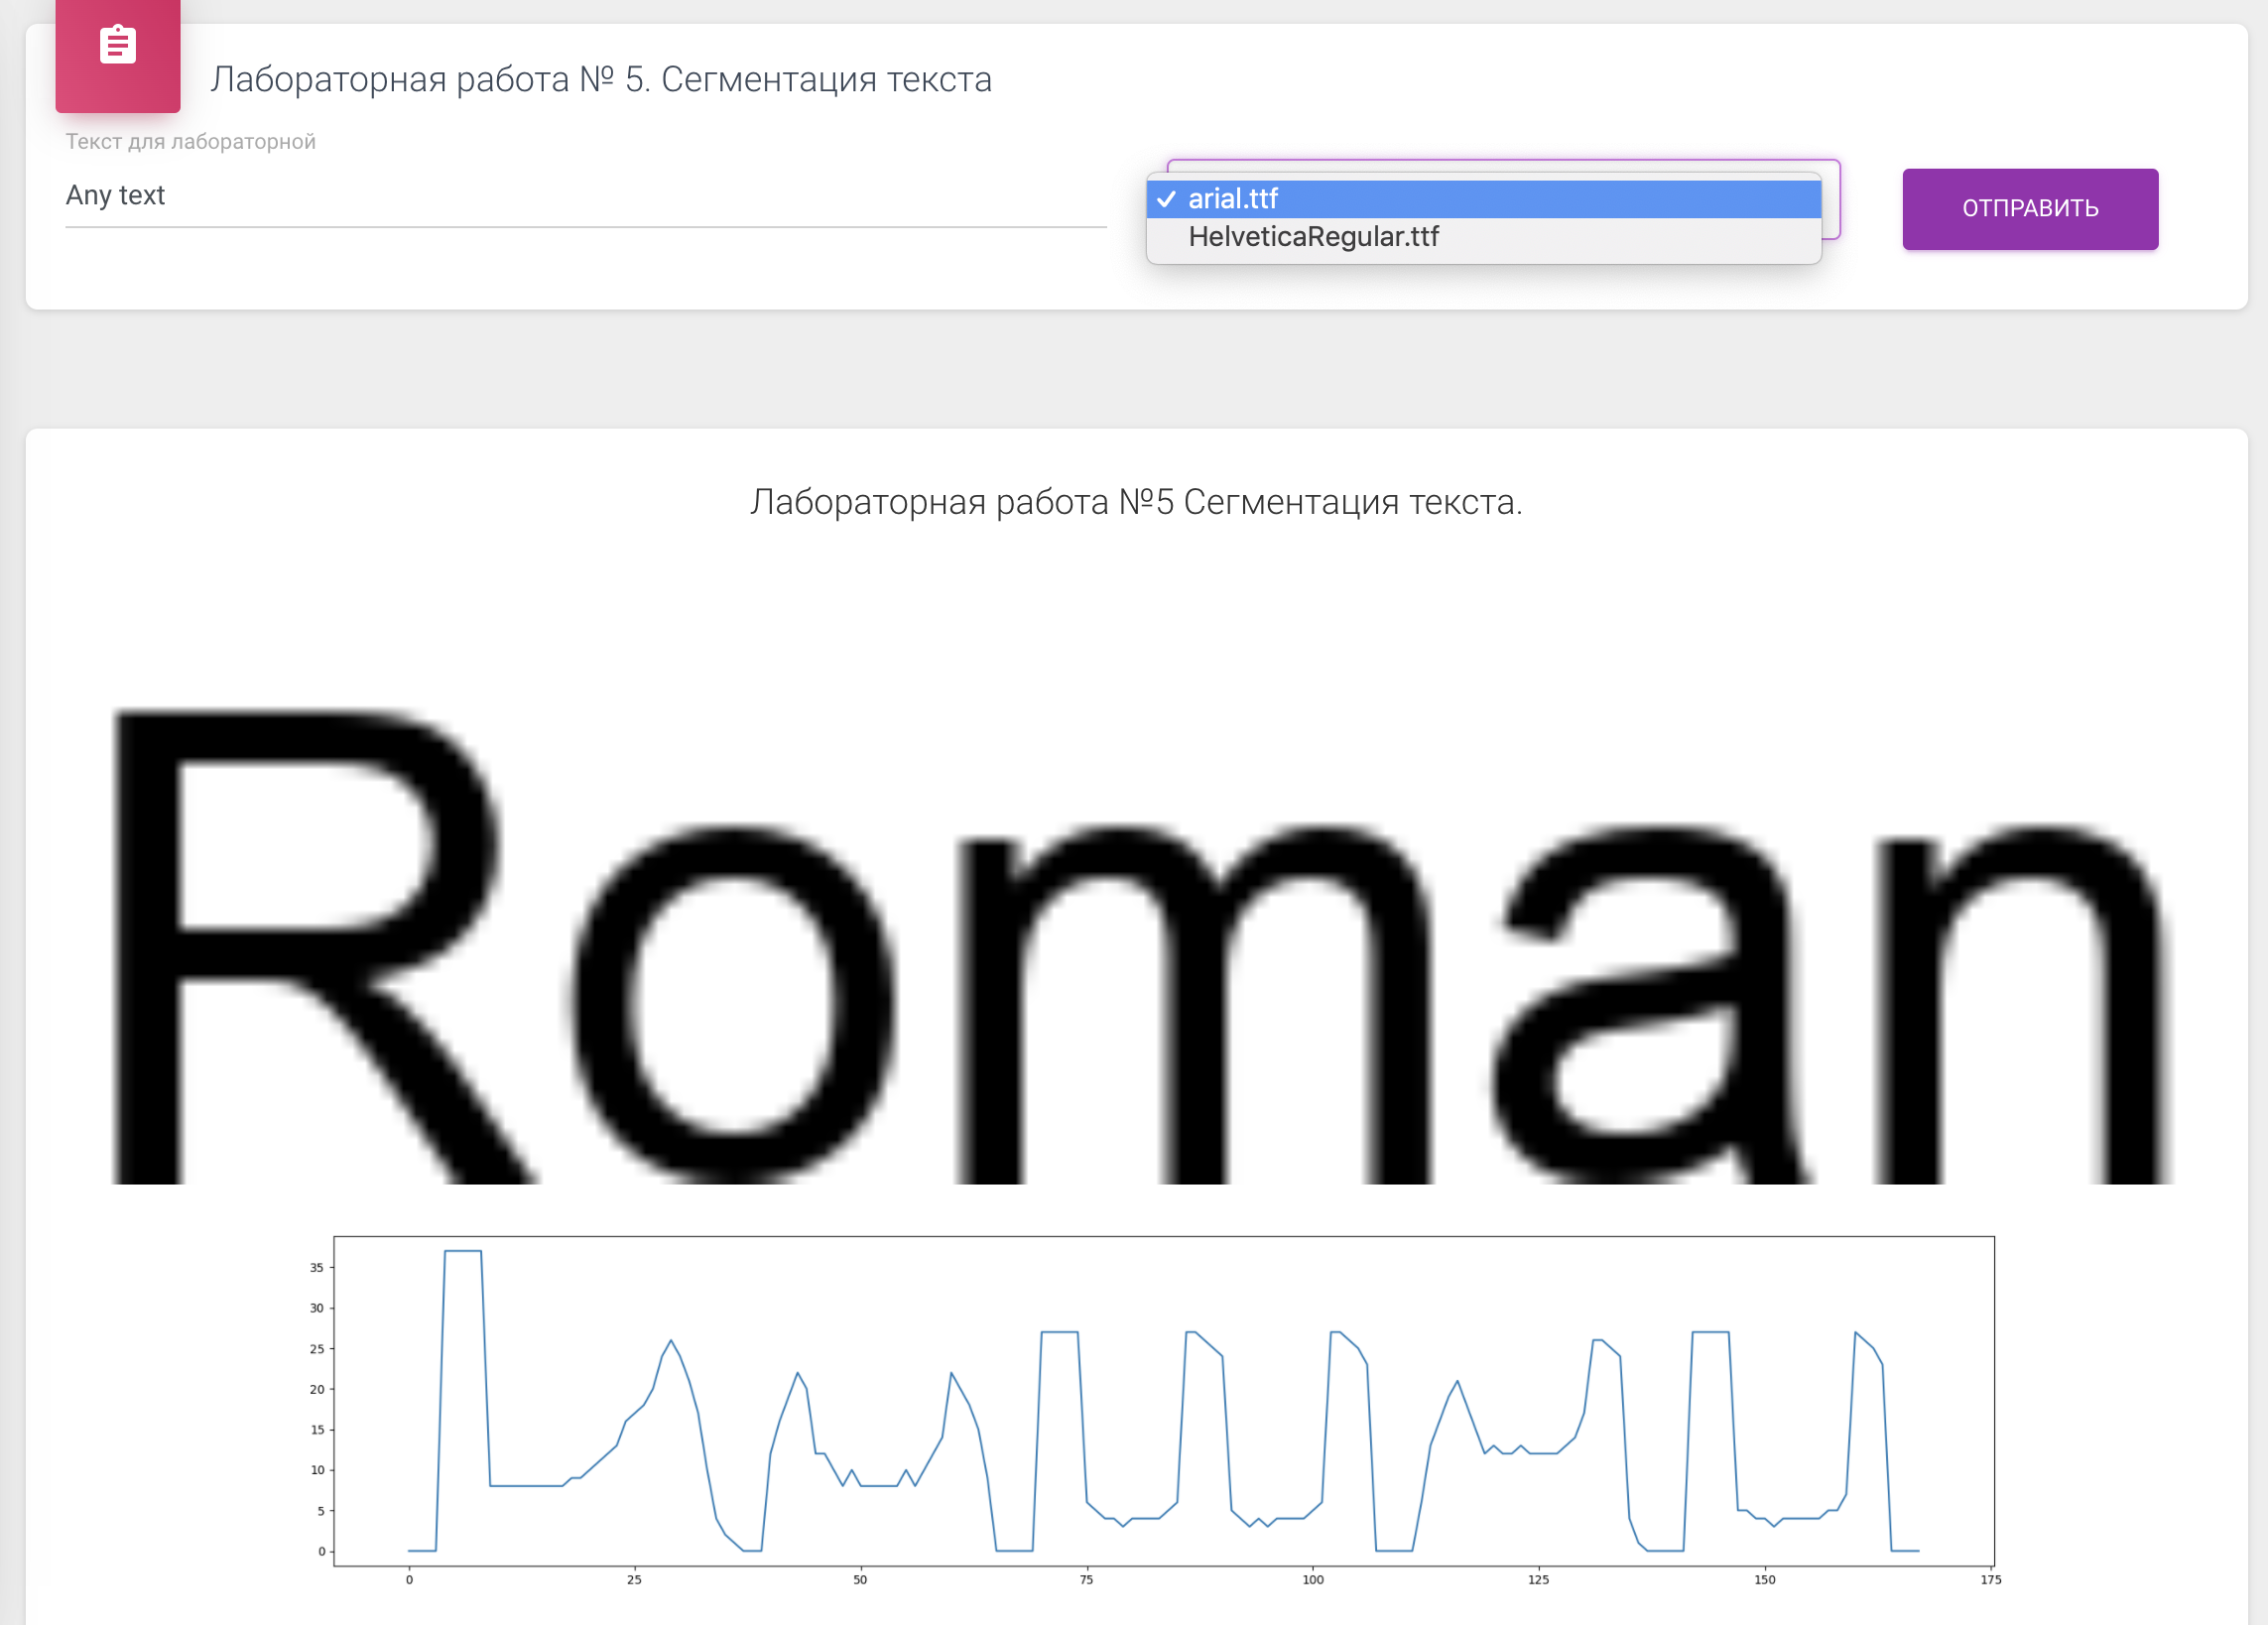 Лабораторная работа № 5. Сегментация текста
Текст для лабораторной
Any text
arial.ttf
HelveticaRegular.ttf
ОТПРАВИТЬ
Лабораторная работа №5 Сегментация текста.
Roman
35
30
25
20
15
10
5
0
0 25 50 75 100 125 150 175